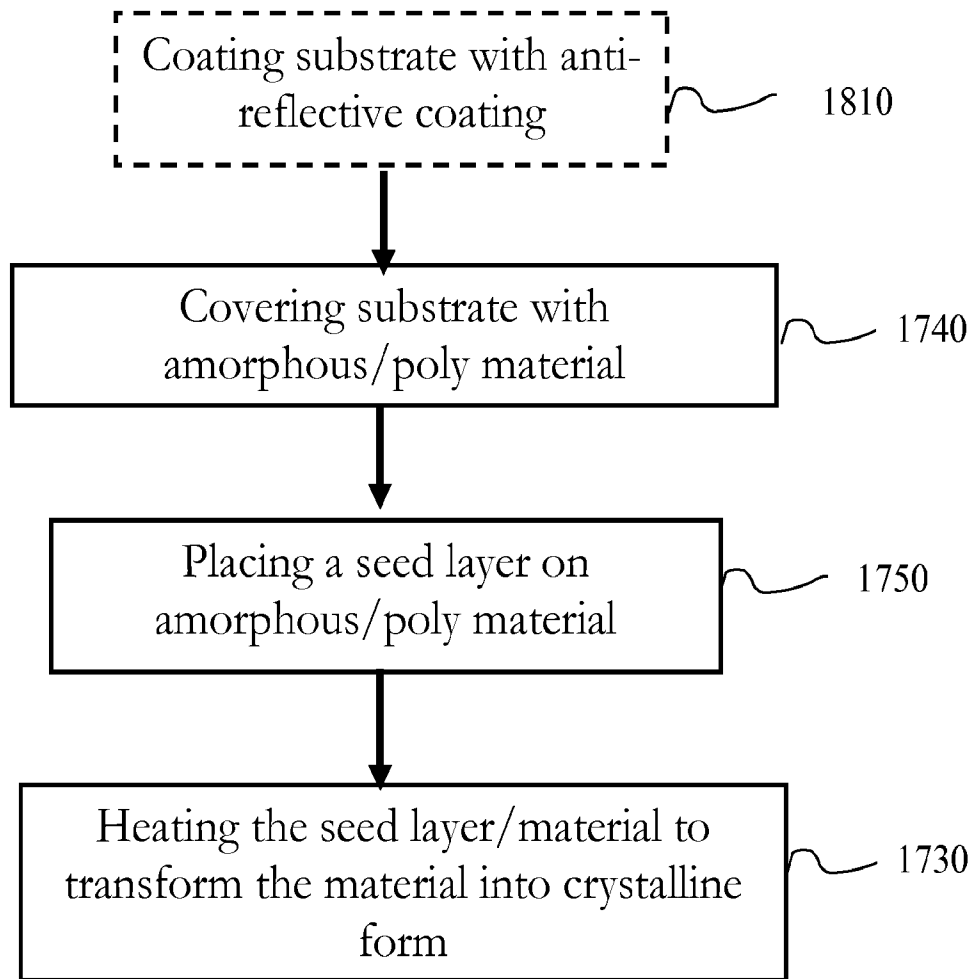 Coating substrate with anti-
reflective coating
1810
Covering substrate with
amorphous/poly material
1740
Placing a seed layer on
amorphous/poly material
1750
Heating the seed layer/material to
transform the material into crystalline
form
1730